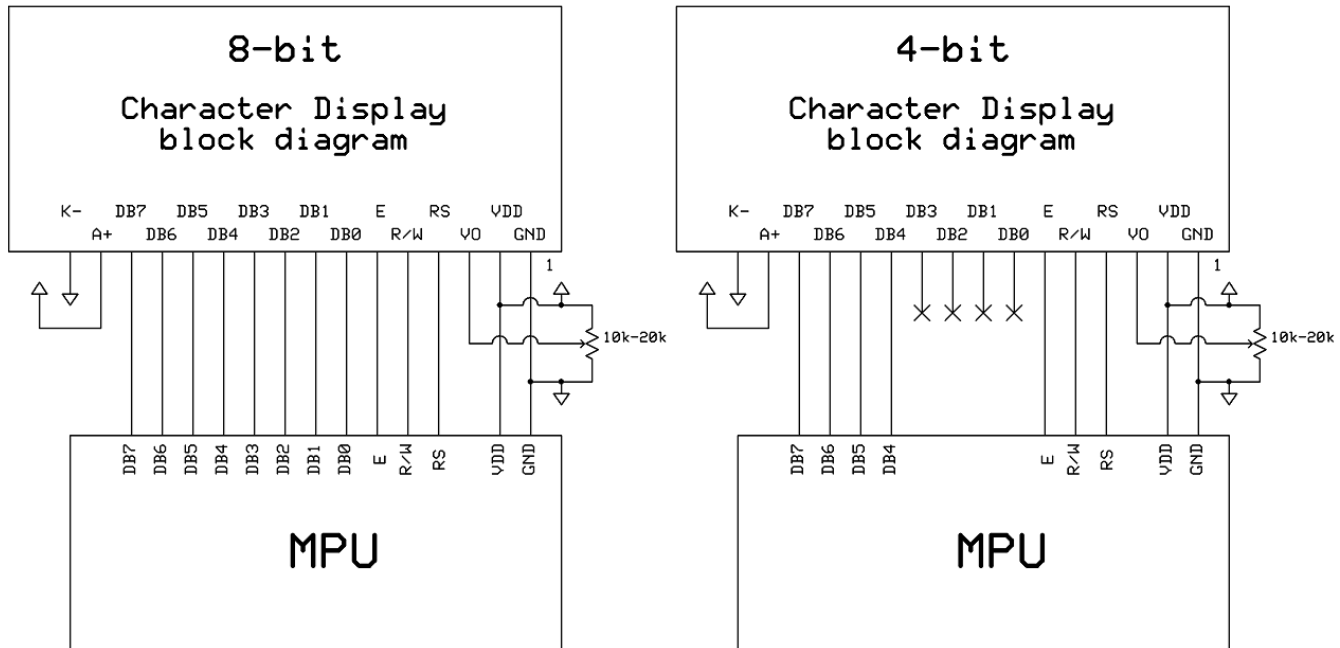 8-bit
Character Display
block diagram
K- DB7 DB5 DB3 DB1 E RS VDD
A+ DB6 DB4 DB2 DB0 R/W VO GND
1
10k-20k
DB7 DB6 DB5 DB4 DB3 DB2 DB1 DB0 E R/W RS VDD GND
MPU
4-bit
Character Display
block diagram
K- DB7 DB5 DB3 DB1 E RS VDD
A+ DB6 DB4 DB2 DB0 R/W VO GND
1
10k-20k
DB7 DB6 DB5 DB4 E R/W RS VDD GND
MPU